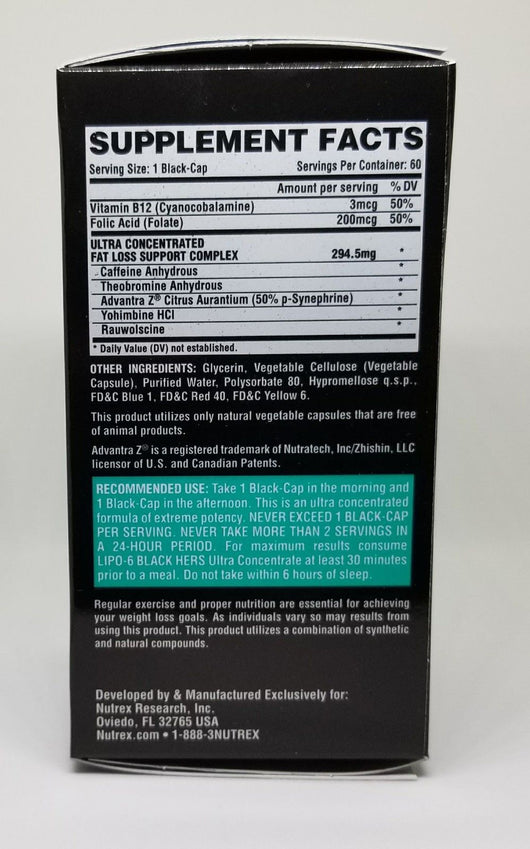 SUPPLEMENT FACTS
Serving Size: 1 Black-Cap Servings Per Container: 60
Amount per serving % DV
Vitamin B12 (Cyanocobalamine) 3mcg 50%
Folic Acid (Folate) 200mcg 50%
ULTRA CONCENTRATED
FAT LOSS SUPPORT COMPLEX 294.5mg *
Caffeine Anhydrous *
Theobromine Anhydrous *
Advantra Z® Citrus Aurantium (50% p-Synephrine) *
Yohimbine HCl *
Rauwolscine *
* Daily Value (DV) not established.
OTHER INGREDIENTS: Glycerin, Vegetable Cellulose (Vegetable
Capsule), Purified Water, Polysorbate 80, Hypromellose q.s.p.,
FD&C Blue 1, FD&C Red 40, FD&C Yellow 6.
This product utilizes only natural vegetable capsules that are free
of animal products.
Advantra Z® is a registered trademark of Nutratech, Inc/Zhishin, LLC
licensor of U.S. and Canadian Patents.
RECOMMENDED USE: Take 1 Black-Cap in the morning and
1 Black-Cap in the afternoon. This is an ultra concentrated
formula of extreme potency. NEVER EXCEED 1 BLACK-CAP
PER SERVING. NEVER TAKE MORE THAN 2 SERVINGS IN
A 24-HOUR PERIOD. For maximum results consume
LIPO-6 BLACK HERS Ultra Concentrate at least 30 minutes
prior to a meal. Do not take within 6 hours of sleep.
Regular exercise and proper nutrition are essential for achieving
your weight loss goals. As individuals vary so may results from
using this product. This product utilizes a combination of synthetic
and natural compounds.
Developed by & Manufactured Exclusively for:
Nutrex Research, Inc.
Oviedo, FL 32765 USA
Nutrex.com • 1-888-3NUTREX